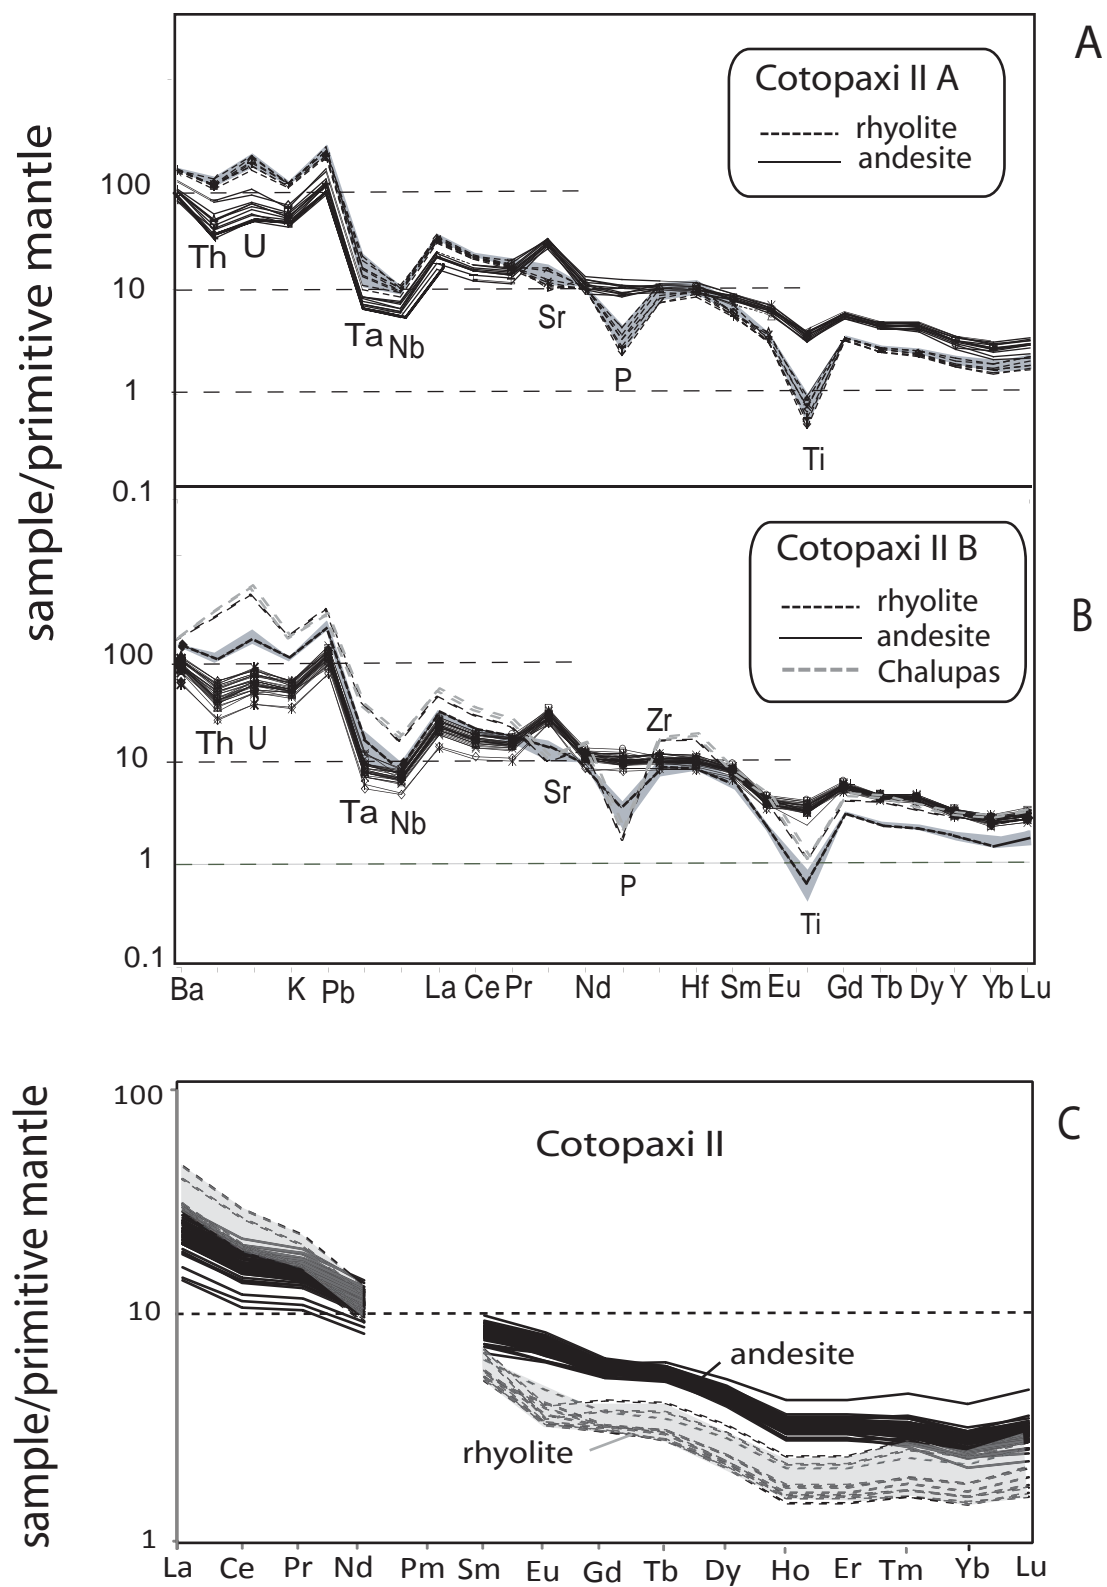 A
Cotopaxi II A
rhyolite
andesite
sample/primitive mantle
100
Th U
10
Ta Nb
Sr
P
1
Ti
0.1
B
Cotopaxi II B
rhyolite
andesite
Chalupas
100
Th U
Zr
10
Ta Nb
Sr
1
P
Ti
0.1
Ba K Pb La Ce Pr Nd Hf Sm Eu Gd Tb Dy Y Yb Lu
C
sample/primitive mantle
100
Cotopaxi II
10
andesite
rhyolite
1
La Ce Pr Nd Pm Sm Eu Gd Tb Dy Ho Er Tm Yb Lu